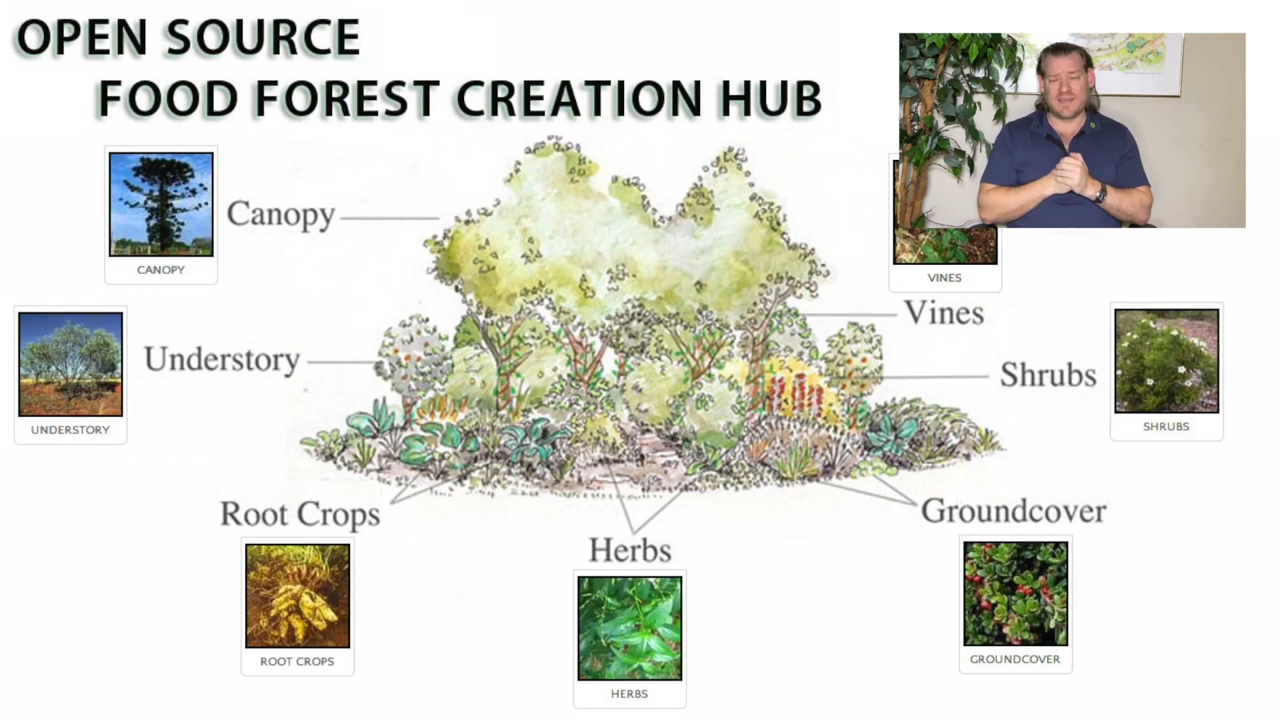 OPEN SOURCE
FOOD FOREST CREATION HUB
CANOPY
Canopy
VINES
Vines
UNDERSTORY
Understory
Shrubs
SHRUBS
Root Crops
Groundcover
Herbs
ROOT CROPS
HERBS
GROUNDCOVER